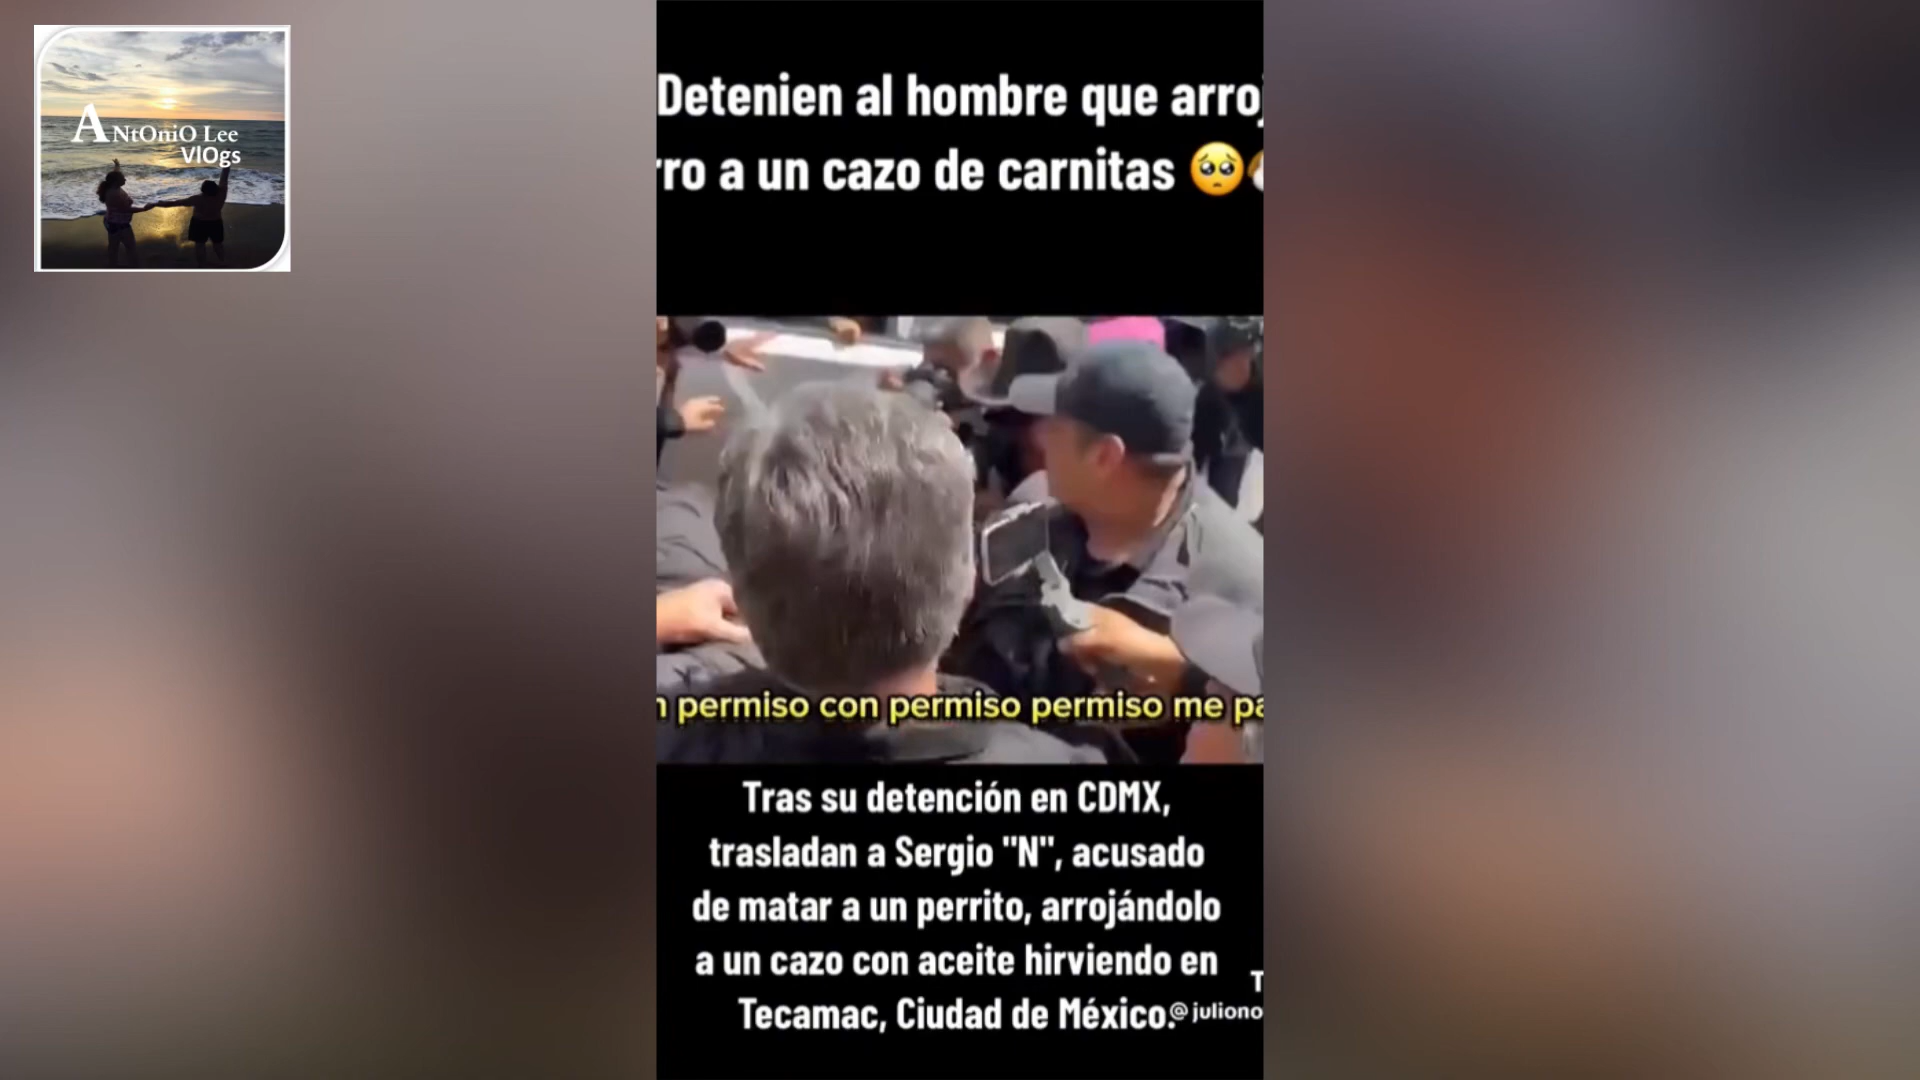 ANtOniO Lee
VlOgs
Detenien al hombre que arroj
rro a un cazo de carnitas 🥺
n permiso con permiso permiso me pa
Tras su detención en CDMX,
trasladan a Sergio "N", acusado
de matar a un perrito, arrojándolo
a un cazo con aceite hirviendo en
Tecamac, Ciudad de México.
T
@juliono